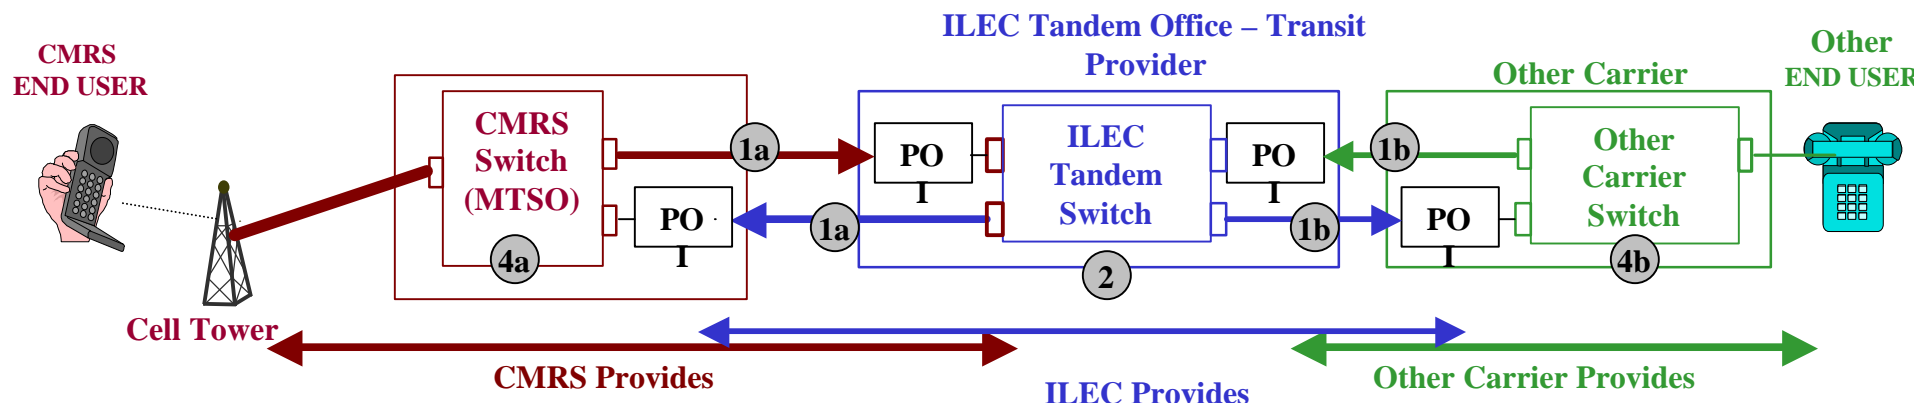 ILEC Tandem Office – Transit
Provider
CMRS
END USER
Other Carrier
Other
END USER
CMRS
Switch
(MTSO)
4a
1a
PO
I
1a
PO
I
ILEC
Tandem
Switch
2
PO
I
1b
1b
PO
I
Other
Carrier
Switch
4b
Cell Tower
CMRS Provides
ILEC Provides
Other Carrier Provides